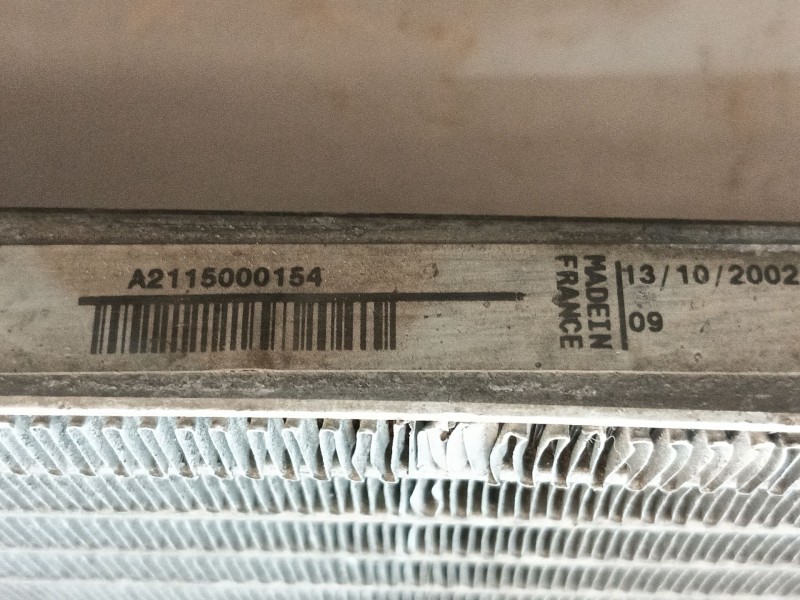 A2115000154
MADE IN
FRANCE
13/10/2002
09